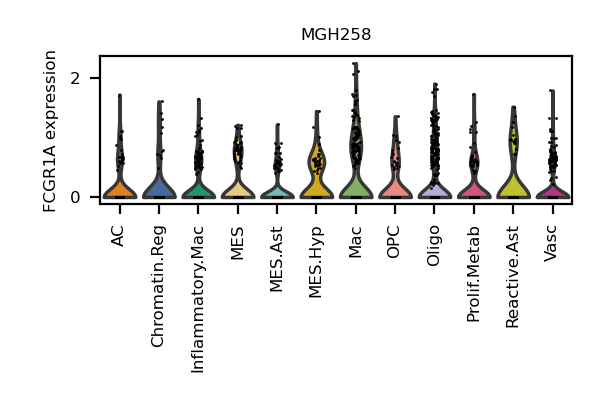 MGH258
FCGR1A expression
2
0
AC
Chromatin.Reg
Inflammatory.Mac
MES
MES.Ast
MES.Hyp
Mac
OPC
Oligo
Prolif.Metab
Reactive.Ast
Vasc